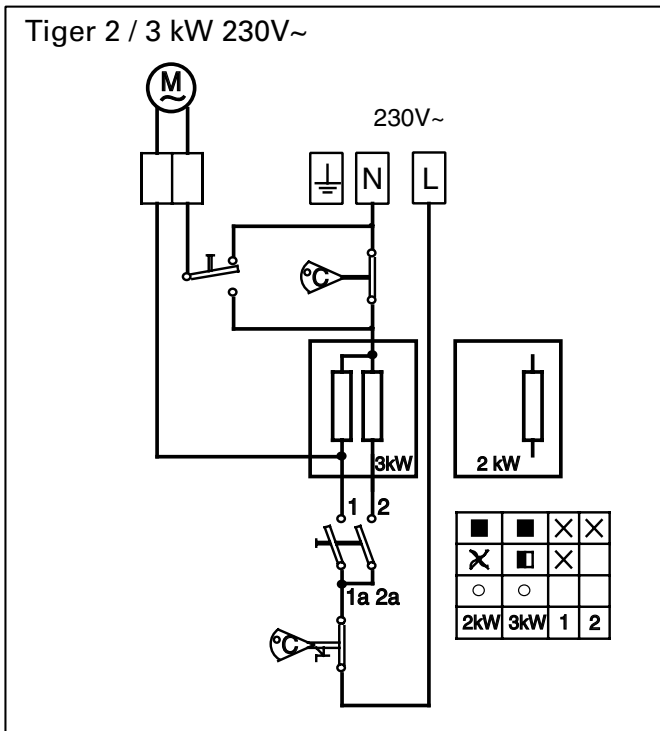 Tiger 2 / 3 kW 230V~
M
~
230V~
N
L
°C
3kW
2 kW
1 2
1a 2a
°C
2kW 3kW 1 2